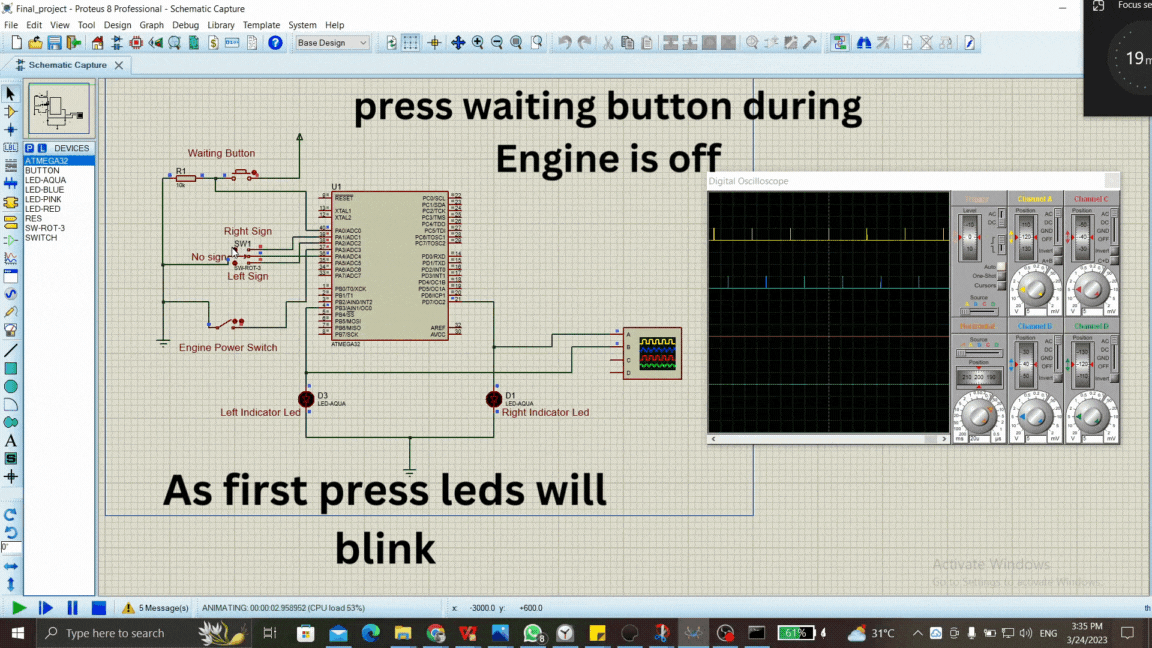 Final_project - Proteus 8 Professional - Schematic Capture
Focus se
File Edit View Tool Design Graph Debug Library Template System Help
Base Design
19 m
Schematic Capture
press waiting button during
Engine is off
P L DEVICES
ATMEGA32
BUTTON
LED-AQUA
LED-BLUE
LED-PINK
LED-RED
RES
SW-ROT-3
SWITCH
Waiting Button
R1
10k
U1
RESET
XTAL1
XTAL2
PA0/ADC0
PA1/ADC1
PA2/ADC2
PA3/ADC3
PA4/ADC4
PA5/ADC5
PA6/ADC6
PA7/ADC7
PB0/T0/XCK
PB1/T1
PB2/AIN0/INT2
PB3/AIN1/OC0
PB4/SS
PB5/MOSI
PB6/MISO
PB7/SCK
PC0/SCL
PC1/SDA
PC2/TCK
PC3/TMS
PC4/TDO
PC5/TDI
PC6/TOSC1
PC7/TOSC2
PD0/RXD
PD1/TXD
PD2/INT0
PD3/INT1
PD4/OC1B
PD5/OC1A
PD6/ICP1
PD7/OC2
AREF
AVCC
ATMEGA32
Right Sign
SW1
No sign
SW-ROT-3
Left Sign
Engine Power Switch
A
B
C
D
D3
LED-AQUA
Left Indicator Led
D1
LED-AQUA
Right Indicator Led
Digital Oscilloscope
Channel A
Channel C
Level
Position
Position
AC
DC
GND
OFF
Invert
A+B
C+D
Auto
One-Shot
Cursors
Source
A B C D
Horizontal
Channel B
Channel D
Source
Position
210 200 190
As first press leds will
blink
Activate Windows
Go to Settings to activate Windows.
5 Message(s)
ANIMATING: 00:00:02.958952 (CPU load 53%)
x: -3000.0 y: +600.0
th
Type here to search
61%
31°C
ENG
3:35 PM
3/24/2023